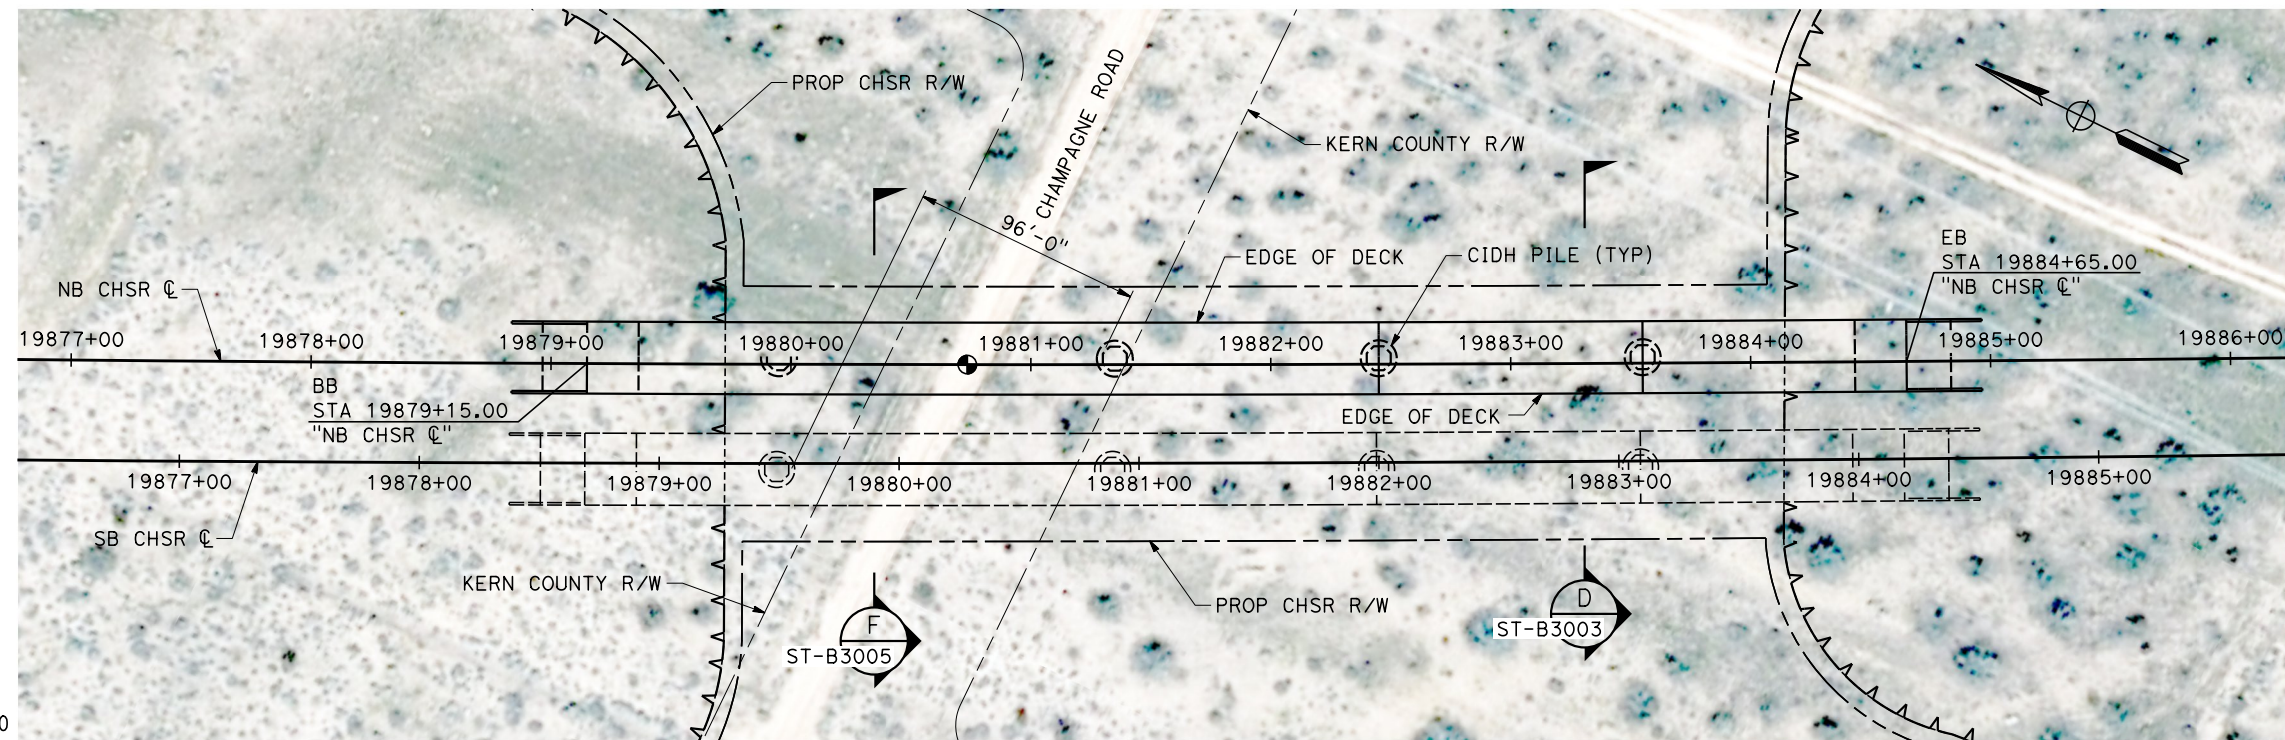 PROP CHSR R/W
CHAMPAGNE ROAD
KERN COUNTY R/W
96'-0"
EDGE OF DECK
CIDH PILE (TYP)
EB
STA 19884+65.00
"NB CHSR ℄"
NB CHSR ℄
19877+00
19878+00
19879+00
19880+00
19881+00
19882+00
19883+00
19884+00
19885+00
19886+00
BB
STA 19879+15.00
"NB CHSR ℄"
EDGE OF DECK
19877+00
19878+00
19879+00
19880+00
19881+00
19882+00
19883+00
19884+00
19885+00
SB CHSR ℄
KERN COUNTY R/W
PROP CHSR R/W
F
ST-B3005
D
ST-B3003